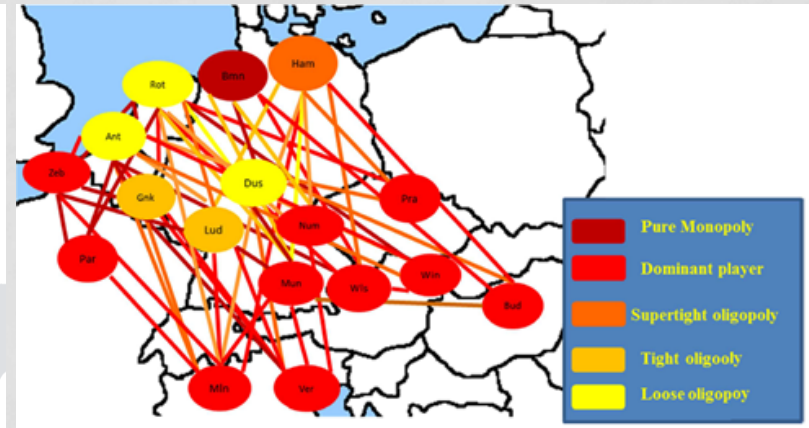 Rot
Bmn
Ham
Ant
Zeb
Gnk
Dus
Pra
Lud
Num
Par
Mun
Wls
Win
Bud
Mln
Ver
Pure Monopoly
Dominant player
Supertight oligopoly
Tight oligooly
Loose oligopoy